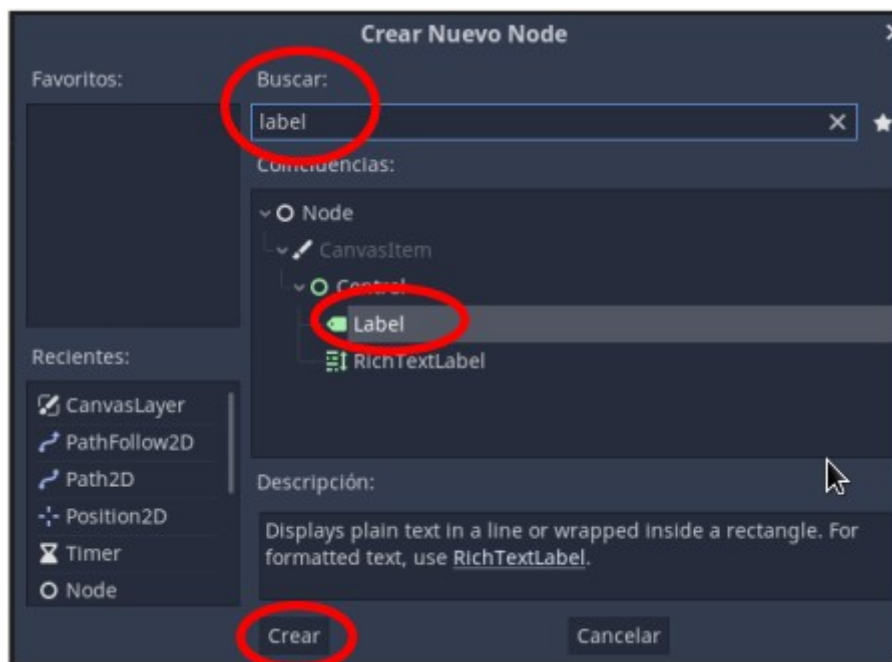 Crear Nuevo Node
Favoritos:
Buscar:
label
Coincidencias:
Node
CanvasItem
Control
Label
RichTextLabel
Recientes:
CanvasLayer
PathFollow2D
Path2D
Position2D
Timer
Node
Descripción:
Displays plain text in a line or wrapped inside a rectangle. For
formatted text, use RichTextLabel.
Crear
Cancelar